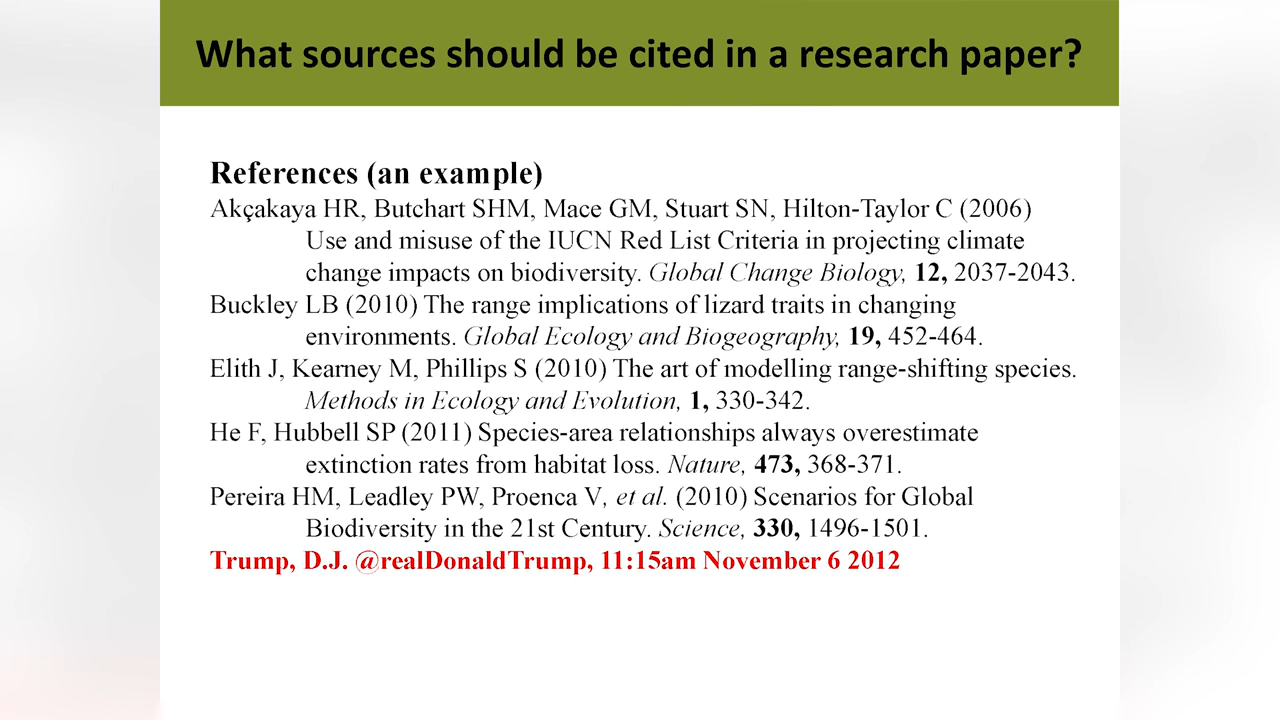 What sources should be cited in a research paper?
References (an example)
Akçakaya HR, Butchart SHM, Mace GM, Stuart SN, Hilton-Taylor C (2006)
Use and misuse of the IUCN Red List Criteria in projecting climate
change impacts on biodiversity. Global Change Biology, 12, 2037-2043.
Buckley LB (2010) The range implications of lizard traits in changing
environments. Global Ecology and Biogeography, 19, 452-464.
Elith J, Kearney M, Phillips S (2010) The art of modelling range-shifting species.
Methods in Ecology and Evolution, 1, 330-342.
He F, Hubbell SP (2011) Species-area relationships always overestimate
extinction rates from habitat loss. Nature, 473, 368-371.
Pereira HM, Leadley PW, Proenca V, et al. (2010) Scenarios for Global
Biodiversity in the 21st Century. Science, 330, 1496-1501.
Trump, D.J. @realDonaldTrump, 11:15am November 6 2012